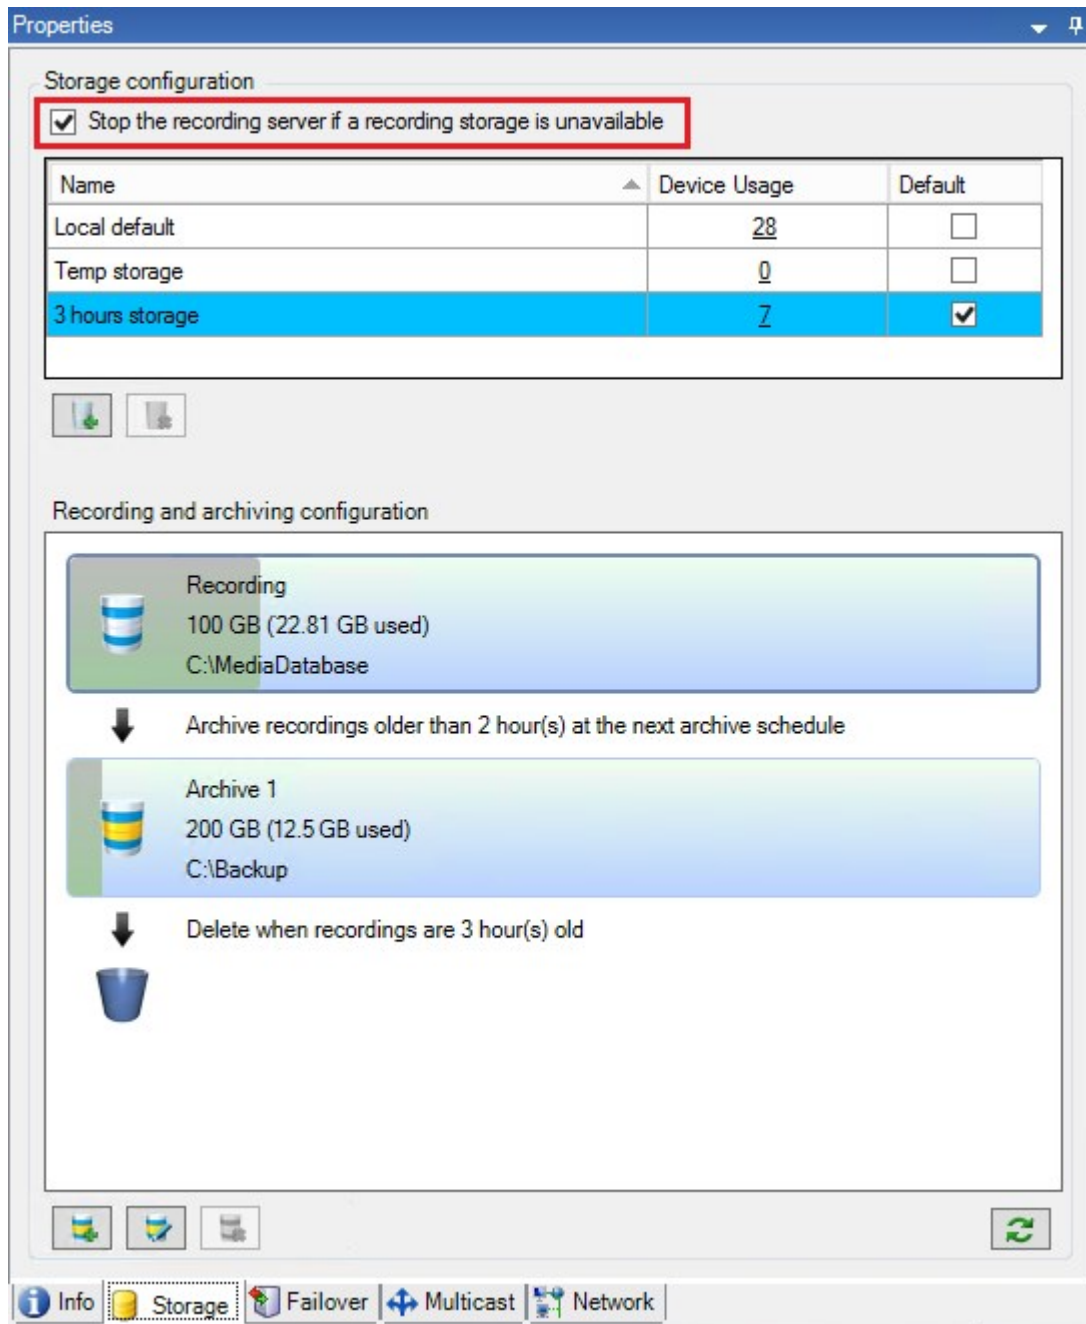 Properties
Storage configuration
Stop the recording server if a recording storage is unavailable
Name Device Usage Default
Local default 28
Temp storage 0
3 hours storage 7
Recording and archiving configuration
Recording
100 GB (22.81 GB used)
C:\MediaDatabase
Archive recordings older than 2 hour(s) at the next archive schedule
Archive 1
200 GB (12.5 GB used)
C:\Backup
Delete when recordings are 3 hour(s) old
Info Storage Failover Multicast Network